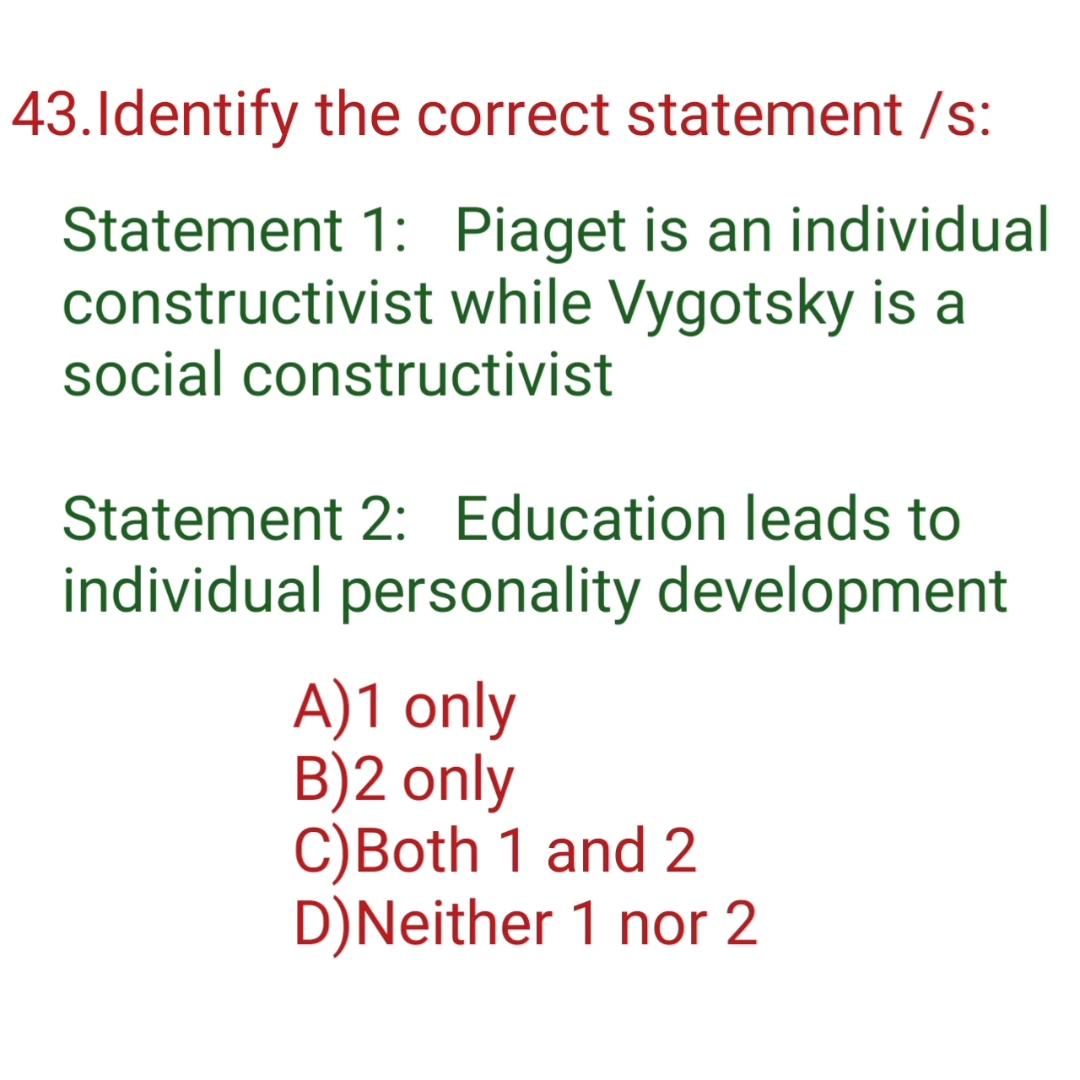 43.Identify the correct statement /s:
Statement 1: Piaget is an individual
constructivist while Vygotsky is a
social constructivist
Statement 2: Education leads to
individual personality development
A)1 only
B)2 only
C)Both 1 and 2
D)Neither 1 nor 2